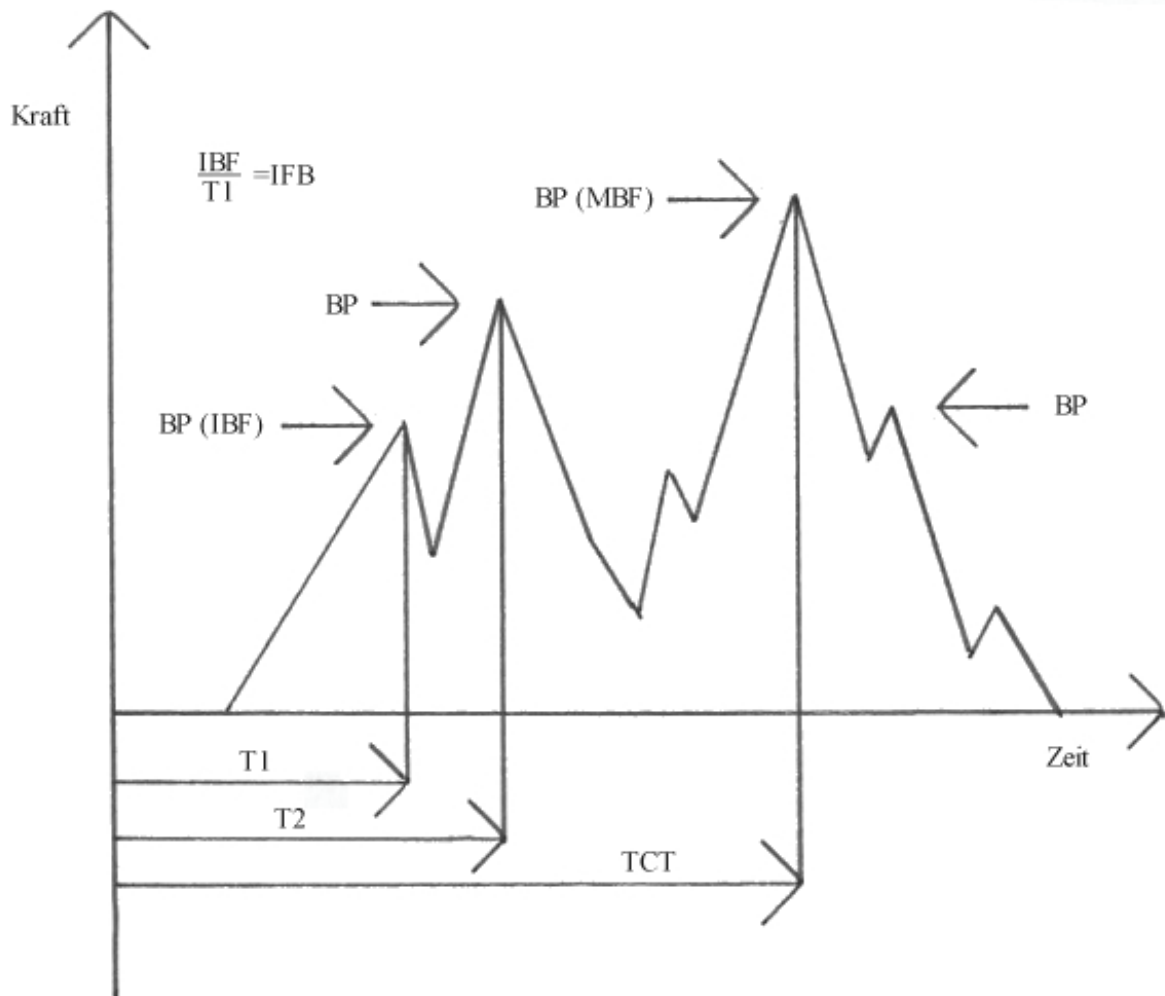 Kraft
IBF
T1 =IFB
BP (MBF)
BP
BP (IBF)
BP
T1
Zeit
T2
TCT